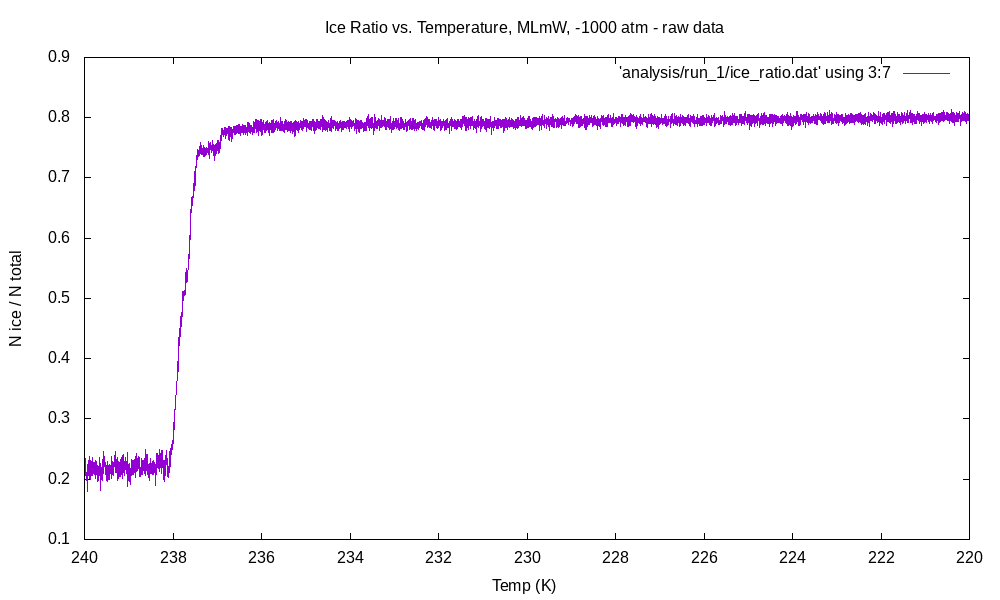 Ice Ratio vs. Temperature, MLmW, -1000 atm - raw data
'analysis/run_1/ice_ratio.dat' using 3:7
0.9
0.8
0.7
0.6
0.5
0.4
0.3
0.2
0.1
N ice / N total
240 238 236 234 232 230 228 226 224 222 220
Temp (K)